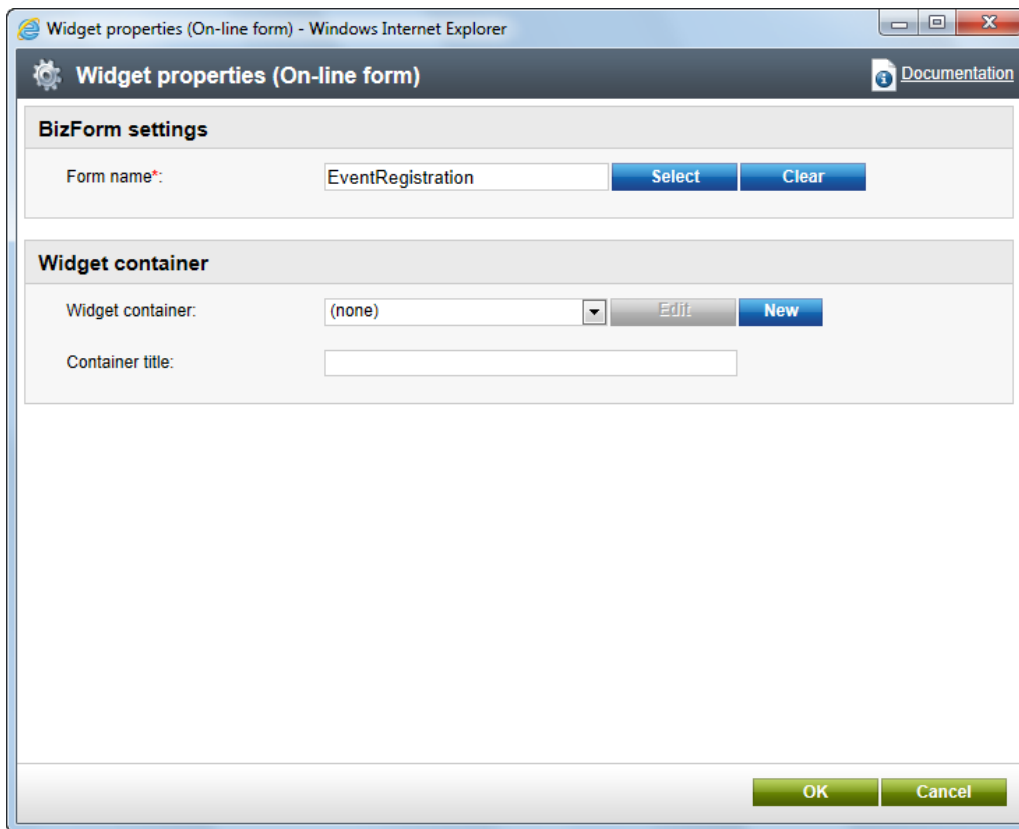 Widget properties (On-line form) - Windows Internet Explorer
Widget properties (On-line form) Documentation
BizForm settings
Form name*: EventRegistration Select Clear
Widget container
Widget container: (none) Edit New
Container title:
OK Cancel